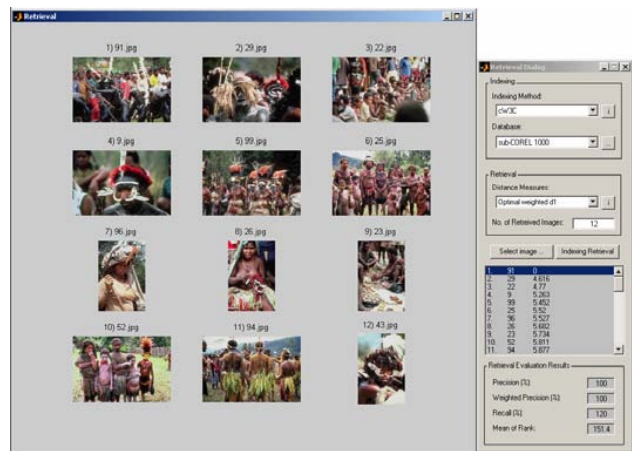 Retrieval
1) 91.jpg 2) 29.jpg 3) 22.jpg
4) 9.jpg 5) 99.jpg 6) 25.jpg
7) 96.jpg 8) 26.jpg 9) 23.jpg
10) 52.jpg 11) 94.jpg 12) 43.jpg
Retrieval Dialog
Indexing
Indexing Method:
cW3C
i
Database:
sub-COREL 1000
...
Retrieval
Distance Measures:
Optimal weighted d1
i
No. of Retreived Images: 12
Select image ... Indexing Retrieval
1. 91 0
2. 29 4.616
3. 22 4.77
4. 9 5.263
5. 99 5.452
6. 25 5.52
7. 96 5.527
8. 26 5.682
9. 23 5.734
10. 52 5.811
11. 94 5.877
Retrieval Evaluation Results
Precision (%): 100
Weighted Precision (%): 100
Recall (%): 120
Mean of Rank: 151.4